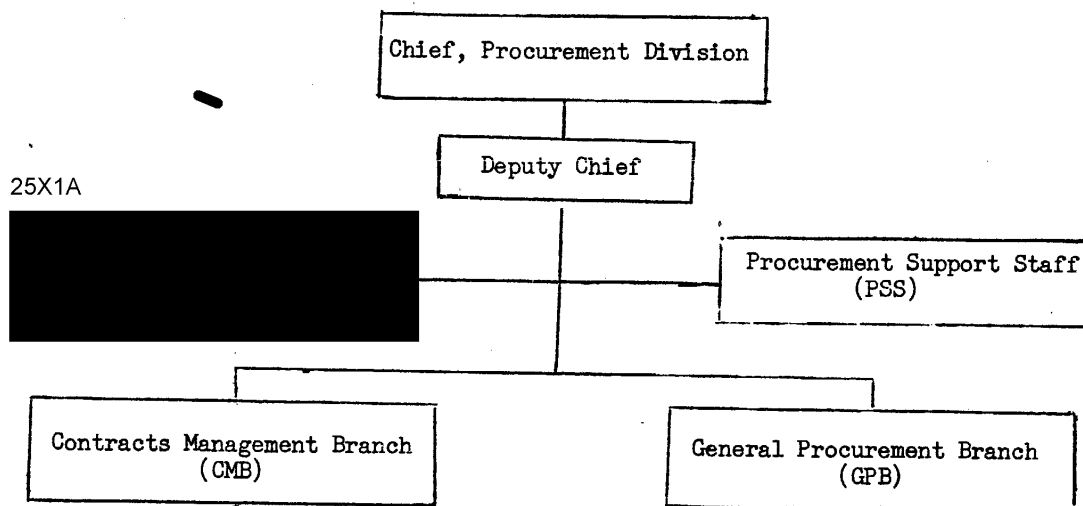 Chief, Procurement Division
Deputy Chief
25X1A
Procurement Support Staff
(PSS)
Contracts Management Branch
(CMB)
General Procurement Branch
(GPB)